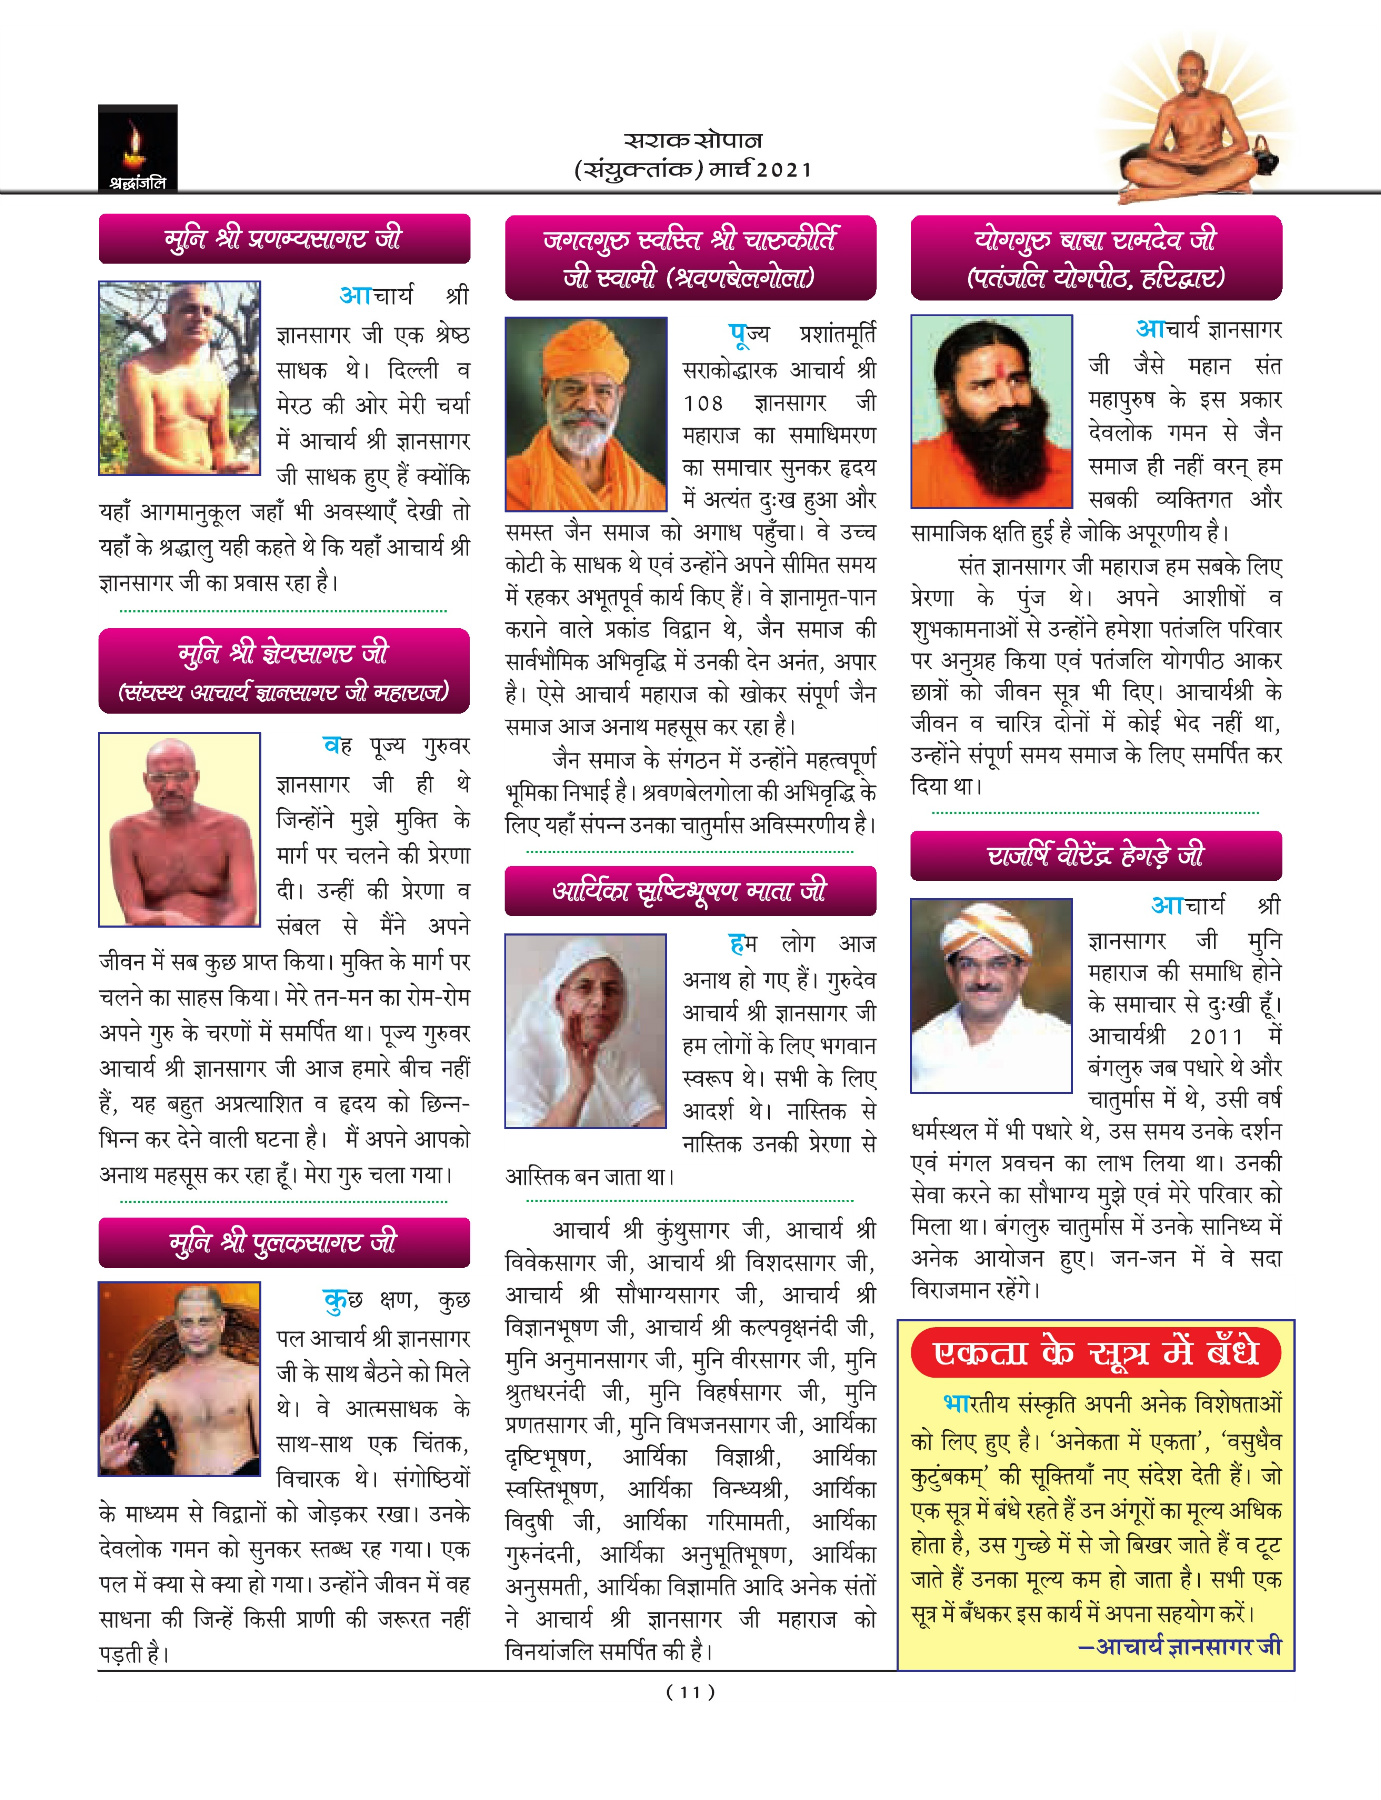 श्रद्धांजलि
सराक सोपान
(संयुक्तांक) मार्च 2021
मुनि श्री प्रणम्यसागर जी
आचार्य श्री
ज्ञानसागर जी एक श्रेष्ठ
साधक थे। दिल्ली व
मेरठ की ओर मेरी चर्या
में आचार्य श्री ज्ञानसागर
जी साधक हुए हैं क्योंकि
यहाँ आगमानुकूल जहाँ भी अवस्थाएँ देखी तो
यहाँ के श्रद्धालु यही कहते थे कि यहाँ आचार्य श्री
ज्ञानसागर जी का प्रवास रहा है।
मुनि श्री ज्ञेयसागर जी
(संघस्थ आचार्य ज्ञानसागर जी महाराज)
वह पूज्य गुरुवर
ज्ञानसागर जी ही थे
जिन्होंने मुझे मुक्ति के
मार्ग पर चलने की प्रेरणा
दी। उन्हीं की प्रेरणा व
संबल से मैंने अपने
जीवन में सब कुछ प्राप्त किया। मुक्ति के मार्ग पर
चलने का साहस किया। मेरे तन-मन का रोम-रोम
अपने गुरु के चरणों में समर्पित था। पूज्य गुरुवर
आचार्य श्री ज्ञानसागर जी आज हमारे बीच नहीं
हैं, यह बहुत अप्रत्याशित व हृदय को छिन्न-
भिन्न कर देने वाली घटना है। मैं अपने आपको
अनाथ महसूस कर रहा हूँ। मेरा गुरु चला गया।
मुनि श्री पुलकसागर जी
कुछ क्षण, कुछ
पल आचार्य श्री ज्ञानसागर
जी के साथ बैठने को मिले
थे। वे आत्मसाधक के
साथ-साथ एक चिंतक,
विचारक थे। संगोष्ठियों
के माध्यम से विद्वानों को जोड़कर रखा। उनके
देवलोक गमन को सुनकर स्तब्ध रह गया। एक
पल में क्या से क्या हो गया। उन्होंने जीवन में वह
साधना की जिन्हें किसी प्राणी की जरूरत नहीं
पड़ती है।
जगतगुरु स्वस्ति श्री चारुकीर्ति
जी स्वामी (श्रवणबेलगोला)
पूज्य प्रशांतमूर्ति
सराकोद्धारक आचार्य श्री
108 ज्ञानसागर जी
महाराज का समाधिमरण
का समाचार सुनकर हृदय
में अत्यंत दुःख हुआ और
समस्त जैन समाज को अगाध पहुँचा। वे उच्च
कोटी के साधक थे एवं उन्होंने अपने सीमित समय
में रहकर अभूतपूर्व कार्य किए हैं। वे ज्ञानामृत-पान
कराने वाले प्रकांड विद्वान थे, जैन समाज की
सार्वभौमिक अभिवृद्धि में उनकी देन अनंत, अपार
है। ऐसे आचार्य महाराज को खोकर संपूर्ण जैन
समाज आज अनाथ महसूस कर रहा है।
जैन समाज के संगठन में उन्होंने महत्वपूर्ण
भूमिका निभाई है। श्रवणबेलगोला की अभिवृद्धि के
लिए यहाँ संपन्न उनका चातुर्मास अविस्मरणीय है।
आर्यिका सृष्टिभूषण माता जी
हम लोग आज
अनाथ हो गए हैं। गुरुदेव
आचार्य श्री ज्ञानसागर जी
हम लोगों के लिए भगवान
स्वरूप थे। सभी के लिए
आदर्श थे। नास्तिक से
नास्तिक उनकी प्रेरणा से
आस्तिक बन जाता था।
आचार्य श्री कुंथुसागर जी, आचार्य श्री
विवेकसागर जी, आचार्य श्री विशदसागर जी,
आचार्य श्री सौभाग्यसागर जी, आचार्य श्री
विज्ञानभूषण जी, आचार्य श्री कल्पवृक्षनंदी जी,
मुनि अनुमानसागर जी, मुनि वीरसागर जी, मुनि
श्रुतधरनंदी जी, मुनि विहर्षसागर जी, मुनि
प्रणतसागर जी, मुनि विभजनसागर जी, आर्यिका
दृष्टिभूषण, आर्यिका विज्ञाश्री, आर्यिका
स्वस्तिभूषण, आर्यिका विन्ध्यश्री, आर्यिका
विदुषी जी, आर्यिका गरिमामती, आर्यिका
गुरुनंदनी, आर्यिका अनुभूतिभूषण, आर्यिका
अनुसमती, आर्यिका विज्ञामति आदि अनेक संतों
ने आचार्य श्री ज्ञानसागर जी महाराज को
विनयांजलि समर्पित की है।
योगगुरु बाबा रामदेव जी
(पतंजलि योगपीठ, हरिद्वार)
आचार्य ज्ञानसागर
जी जैसे महान संत
महापुरुष के इस प्रकार
देवलोक गमन से जैन
समाज ही नहीं वरन् हम
सबकी व्यक्तिगत और
सामाजिक क्षति हुई है जोकि अपूरणीय है।
संत ज्ञानसागर जी महाराज हम सबके लिए
प्रेरणा के पुंज थे। अपने आशीषों व
शुभकामनाओं से उन्होंने हमेशा पतंजलि परिवार
पर अनुग्रह किया एवं पतंजलि योगपीठ आकर
छात्रों को जीवन सूत्र भी दिए। आचार्यश्री के
जीवन व चारित्र दोनों में कोई भेद नहीं था,
उन्होंने संपूर्ण समय समाज के लिए समर्पित कर
दिया था।
राजर्षि वीरेंद्र हेगड़े जी
आचार्य श्री
ज्ञानसागर जी मुनि
महाराज की समाधि होने
के समाचार से दुःखी हूँ।
आचार्यश्री 2011 में
बंगलुरु जब पधारे थे और
चातुर्मास में थे, उसी वर्ष
धर्मस्थल में भी पधारे थे, उस समय उनके दर्शन
एवं मंगल प्रवचन का लाभ लिया था। उनकी
सेवा करने का सौभाग्य मुझे एवं मेरे परिवार को
मिला था। बंगलुरु चातुर्मास में उनके सानिध्य में
अनेक आयोजन हुए। जन-जन में वे सदा
विराजमान रहेंगे।
एकता के सूत्र में बँधे
भारतीय संस्कृति अपनी अनेक विशेषताओं
को लिए हुए है। ‘अनेकता में एकता’, ‘वसुधैव
कुटुंबकम्’ की सूक्तियाँ नए संदेश देती हैं। जो
एक सूत्र में बंधे रहते हैं उन अंगूरों का मूल्य अधिक
होता है, उस गुच्छे में से जो बिखर जाते हैं व टूट
जाते हैं उनका मूल्य कम हो जाता है। सभी एक
सूत्र में बँधकर इस कार्य में अपना सहयोग करें।
–आचार्य ज्ञानसागर जी
( 11 )